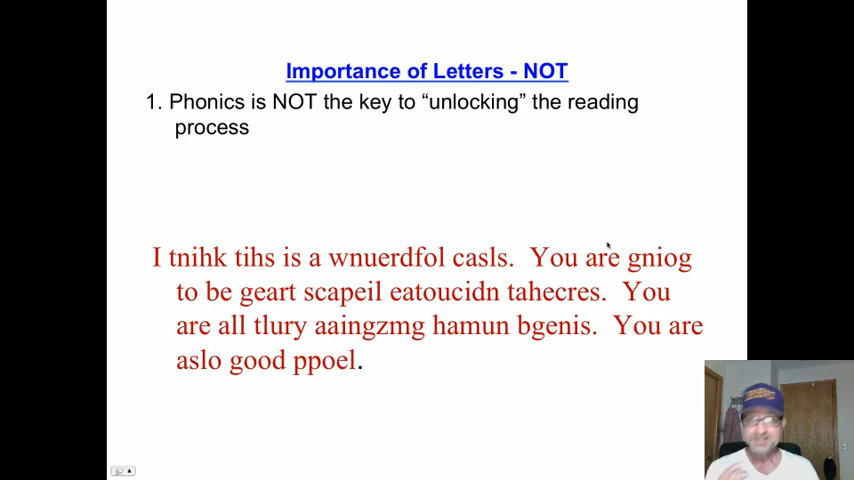 Importance of Letters - NOT
1. Phonics is NOT the key to “unlocking” the reading
process
I tnihk tihs is a wnuerdfol casls. You are gniog
to be geart scapeil eatoucidn tahecres. You
are all tlury aaingzmg hamun bgenis. You are
aslo good ppoel.